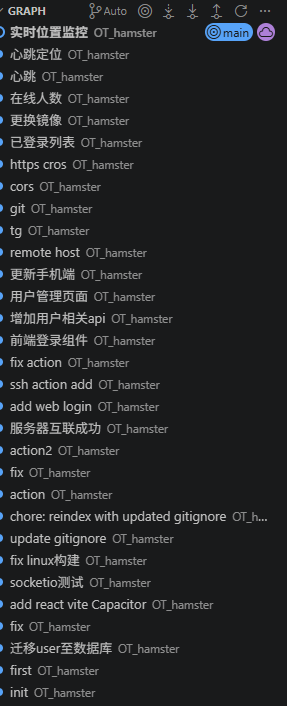 GRAPH Auto
实时位置监控 OT_hamster main
心跳定位 OT_hamster
心跳 OT_hamster
在线人数 OT_hamster
更换镜像 OT_hamster
已登录列表 OT_hamster
https cros OT_hamster
cors OT_hamster
git OT_hamster
tg OT_hamster
remote host OT_hamster
更新手机端 OT_hamster
用户管理页面 OT_hamster
增加用户相关api OT_hamster
前端登录组件 OT_hamster
fix action OT_hamster
ssh action add OT_hamster
add web login OT_hamster
服务器互联成功 OT_hamster
action2 OT_hamster
fix OT_hamster
action OT_hamster
chore: reindex with updated gitignore OT_h...
update gitignore OT_hamster
fix linux构建 OT_hamster
socketio测试 OT_hamster
add react vite Capacitor OT_hamster
fix OT_hamster
迁移user至数据库 OT_hamster
first OT_hamster
init OT_hamster